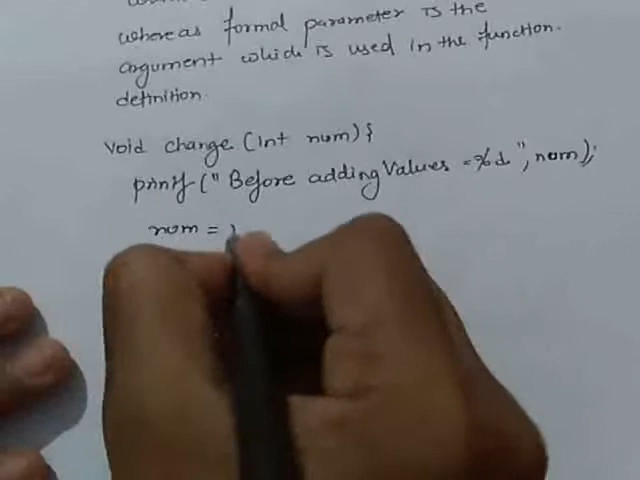 whereas formal parameter is the
argument which is used in the function.
definition.
void change (int num) {
printf (" Before adding Values =%d ", num);
num =